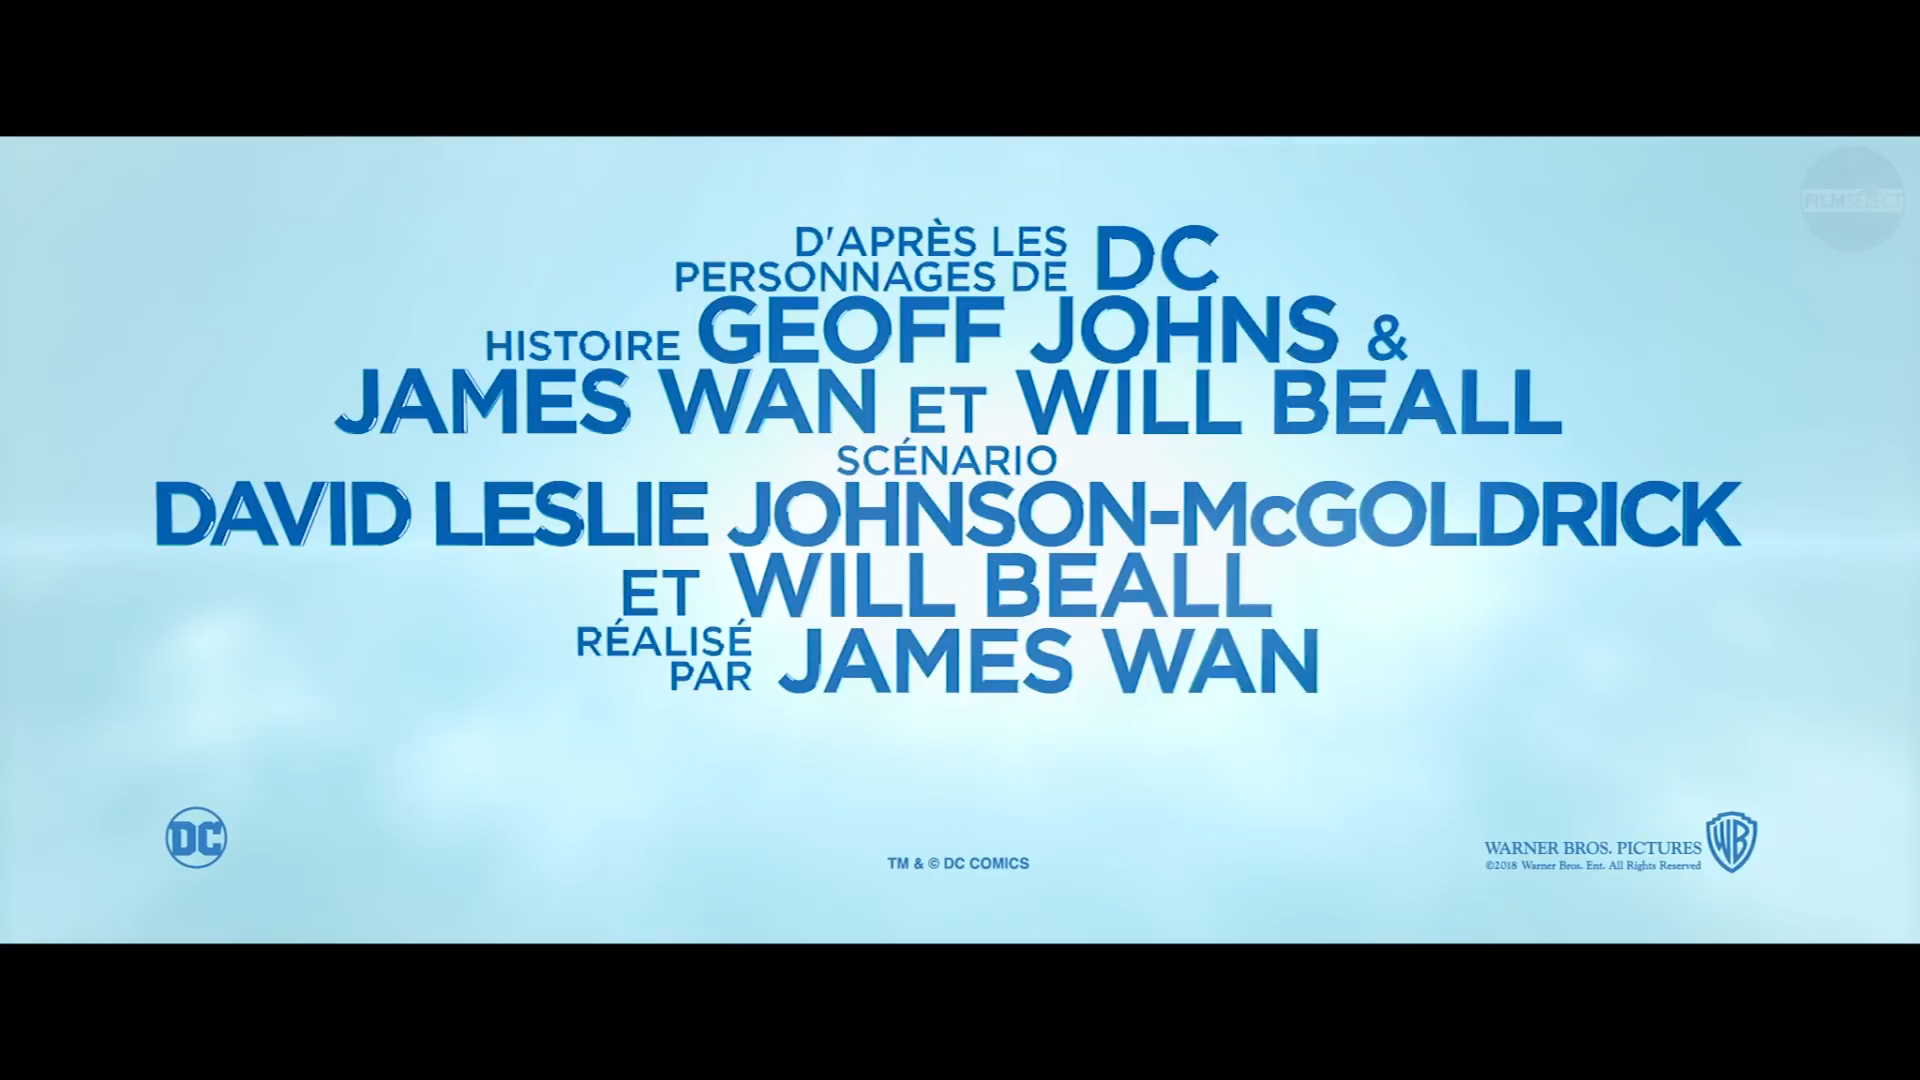 FILMSELECT
D'APRÈS LES
PERSONNAGES DE DC
HISTOIRE GEOFF JOHNS &
JAMES WAN ET WILL BEALL
SCÉNARIO
DAVID LESLIE JOHNSON-McGOLDRICK
ET WILL BEALL
RÉALISÉ
PAR JAMES WAN
DC
TM & © DC COMICS
WARNER BROS. PICTURES
©2018 Warner Bros. Ent. All Rights Reserved
WB